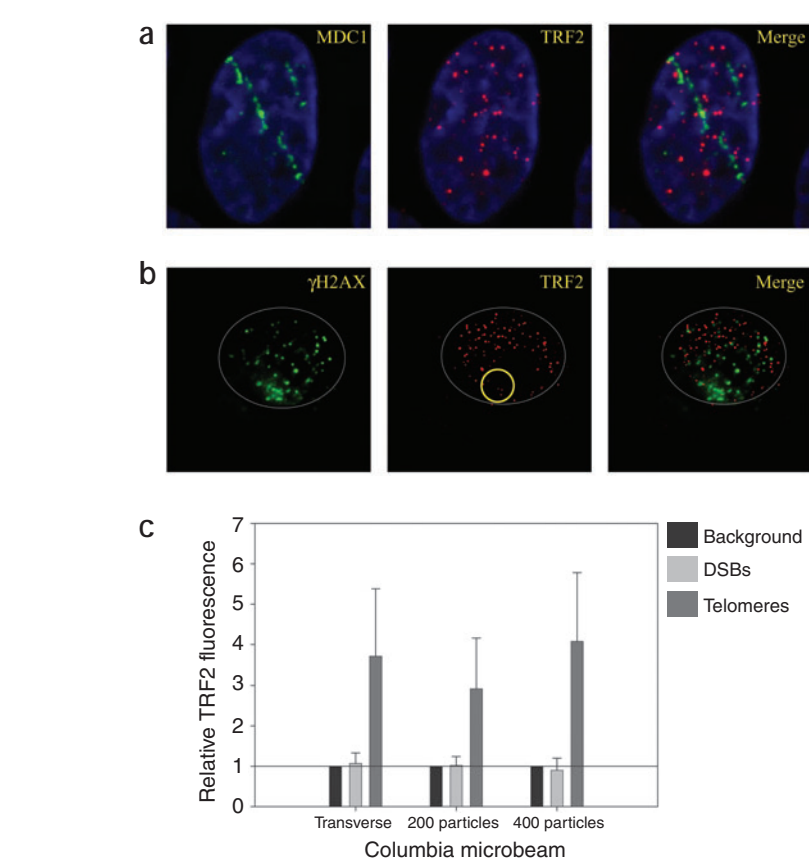 a
MDC1
TRF2
Merge
b
γH2AX
TRF2
Merge
c
Relative TRF2 fluorescence
7
6
5
4
3
2
1
0
Transverse 200 particles 400 particles
Columbia microbeam
Background
DSBs
Telomeres